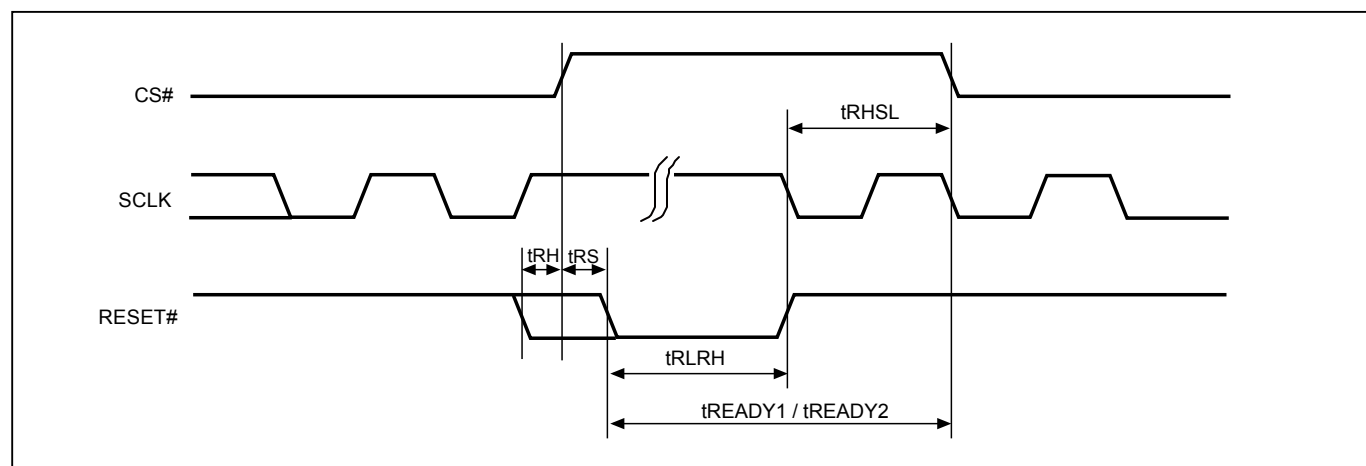 CS#
tRHSL
SCLK
tRH tRS
RESET#
tRLRH
tREADY1 / tREADY2